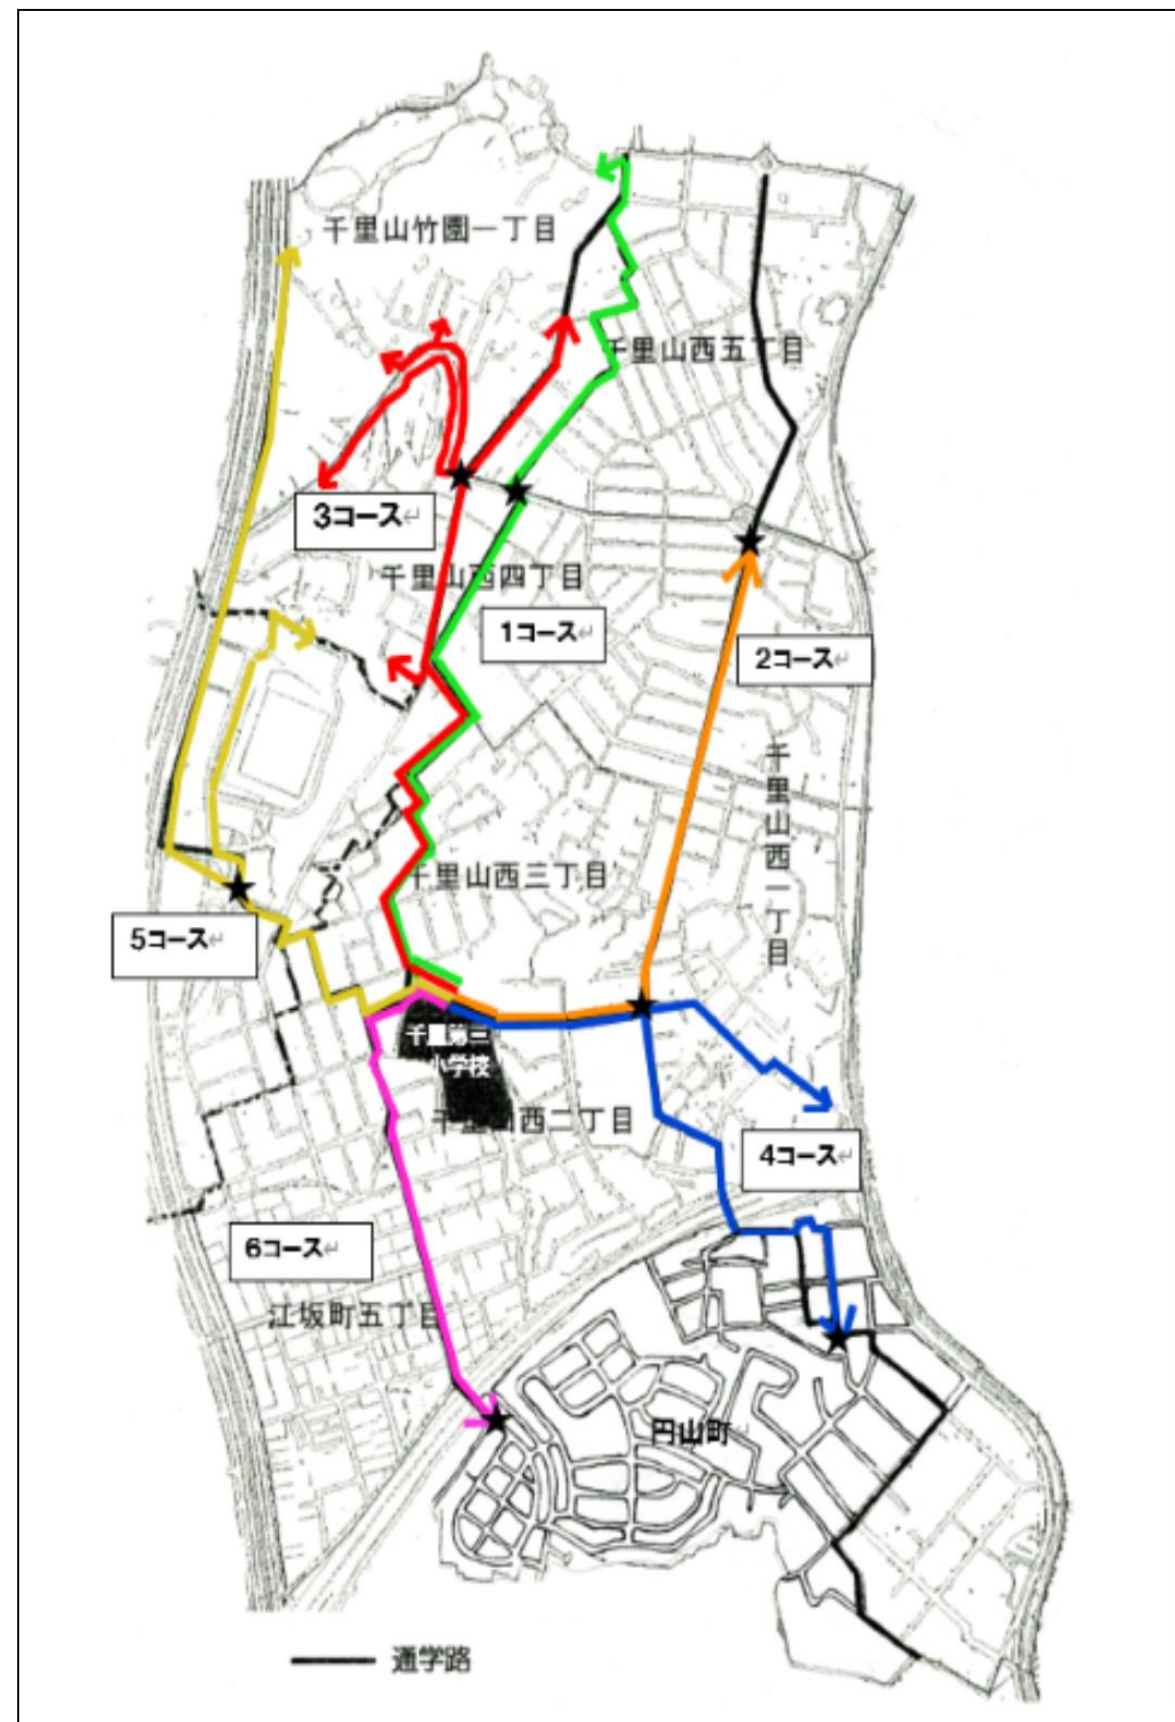 千里山竹園一丁目
千里山西五丁目
3コース↵
千里山西四丁目
1コース↵
2コース↵
千里山西一丁目
千里山西三丁目
5コース↵
千里第三
小学校
千里山西二丁目
4コース↵
6コース↵
江坂町五丁目
円山町
通学路